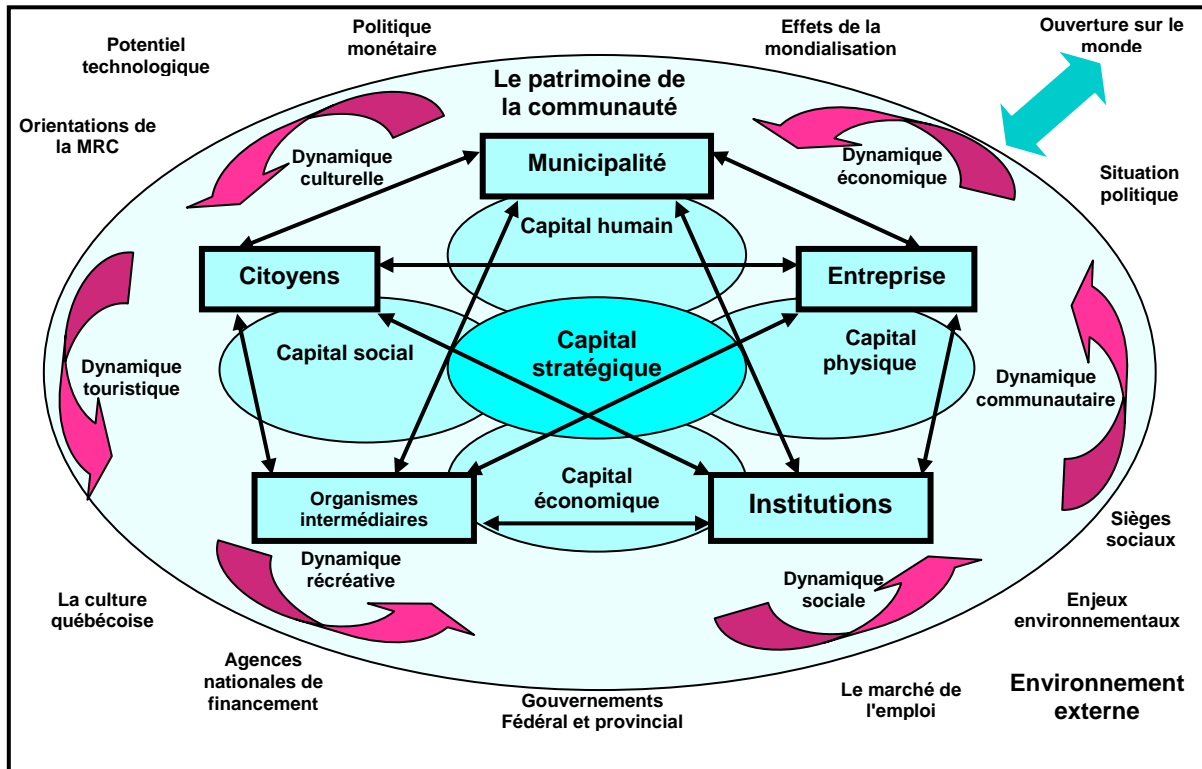 Potentiel
technologique
Politique
monétaire
Effets de la
mondialisation
Ouverture sur le
monde
Orientations de
la MRC
Le patrimoine de
la communauté
Dynamique
culturelle
Municipalité
Dynamique
économique
Situation
politique
Capital humain
Citoyens
Entreprise
Capital social
Capital
stratégique
Capital
physique
Dynamique
touristique
Dynamique
communautaire
Capital
économique
Organismes
intermédiaires
Institutions
Sièges
sociaux
Dynamique
récréative
Dynamique
sociale
La culture
québécoise
Enjeux
environnementaux
Agences
nationales de
financement
Gouvernements
Fédéral et provincial
Le marché de
l'emploi
Environnement
externe